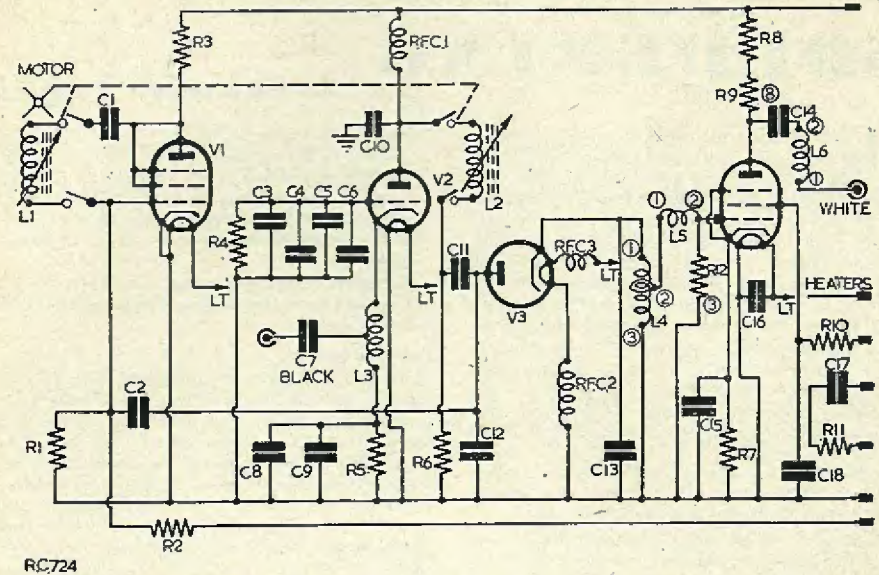 R3
RFC1
R8
MOTOR
C1
R9
⑧
C14
②
V1
C10
L6
①
L1
C3
C4
C5
C6
V2
L2
WHITE
R4
①
②
L5
C11
RFC3
①
R12
LT
LT
LT
②
③
L4
C16
LT
HEATERS
V3
C7
BLACK
L3
③
R10
C17
C2
RFC2
R1
C8
C9
R5
R6
C12
C13
C15
R7
R11
C18
R2
RC724